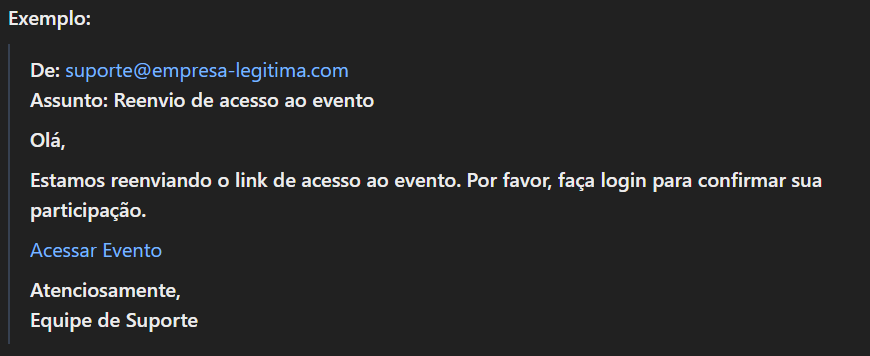 Exemplo:
De: suporte@empresa-legitima.com
Assunto: Reenvio de acesso ao evento
Olá,
Estamos reenviando o link de acesso ao evento. Por favor, faça login para confirmar sua
participação.
Acessar Evento
Atenciosamente,
Equipe de Suporte